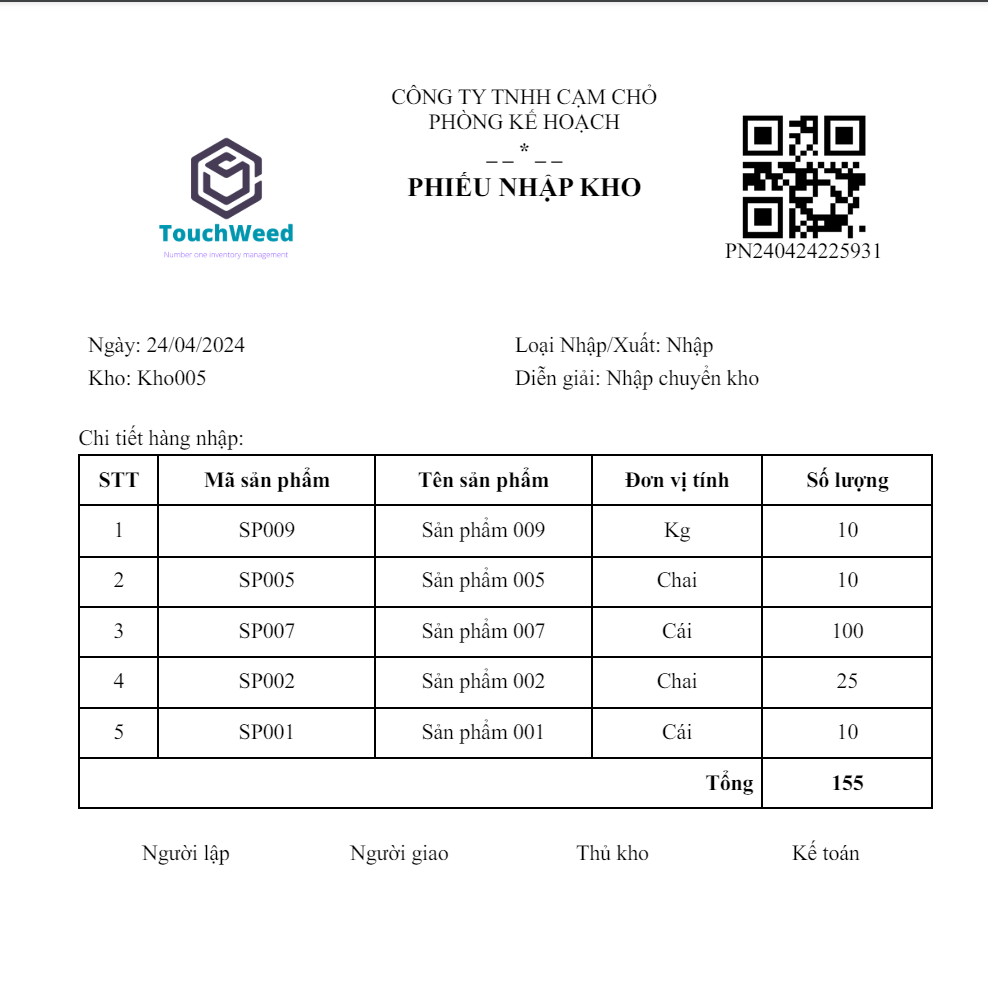 CÔNG TY TNHH CẠM CHỎ
PHÒNG KẾ HOẠCH
_ _ * _ _
PHIẾU NHẬP KHO
TouchWeed
Number one inventory management
PN240424225931
Ngày: 24/04/2024
Loại Nhập/Xuất: Nhập
Kho: Kho005
Diễn giải: Nhập chuyển kho
Chi tiết hàng nhập:
STT Mã sản phẩm Tên sản phẩm Đơn vị tính Số lượng
1 SP009 Sản phẩm 009 Kg 10
2 SP005 Sản phẩm 005 Chai 10
3 SP007 Sản phẩm 007 Cái 100
4 SP002 Sản phẩm 002 Chai 25
5 SP001 Sản phẩm 001 Cái 10
Tổng 155
Người lập Người giao Thủ kho Kế toán